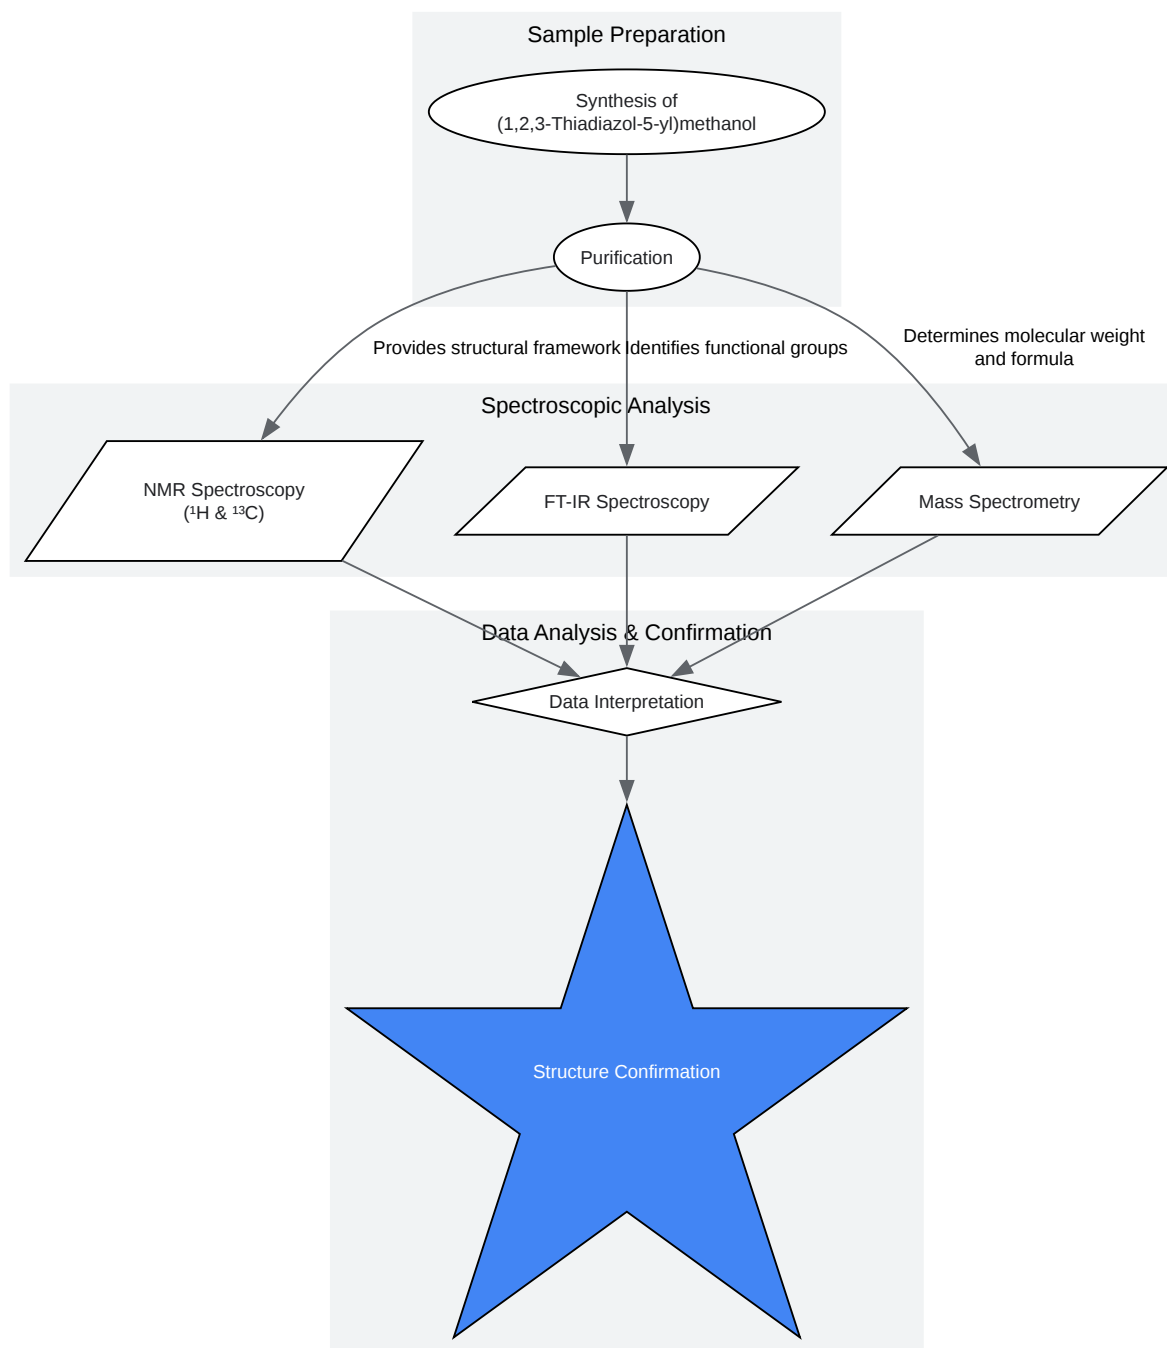 Sample Preparation
Synthesis of
(1,2,3-Thiadiazol-5-yl)methanol
Purification
Provides structural framework
Identifies functional groups
Determines molecular weight
and formula
Spectroscopic Analysis
NMR Spectroscopy
(¹H & ¹³C)
FT-IR Spectroscopy
Mass Spectrometry
Data Analysis & Confirmation
Data Interpretation
Structure Confirmation